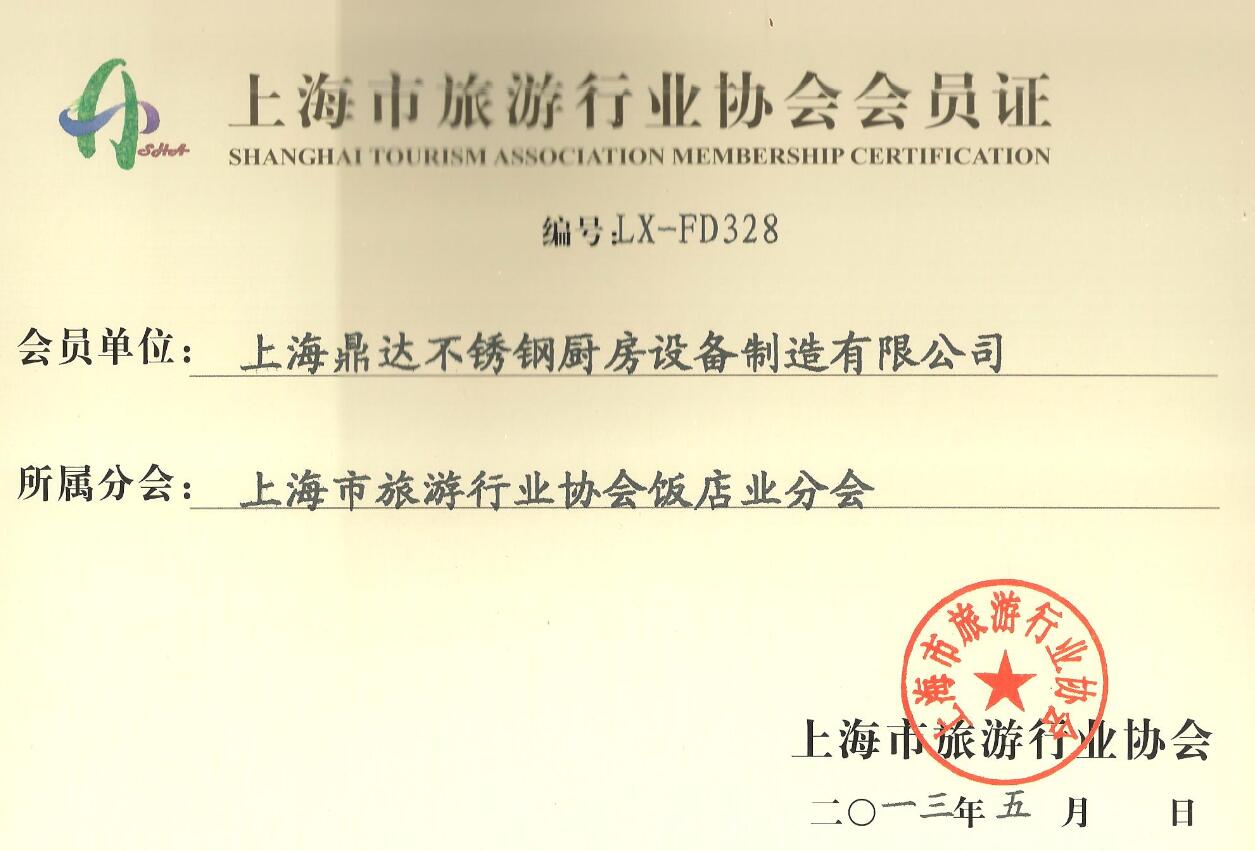 SHA
上海市旅游行业协会会员证
SHANGHAI TOURISM ASSOCIATION MEMBERSHIP CERTIFICATION
编号:LX-FD328
会员单位: 上海鼎达不锈钢厨房设备制造有限公司
所属分会: 上海市旅游行业协会饭店业分会
上海市旅游行业协会
上海市旅游行业协会
二〇一三年五月 日